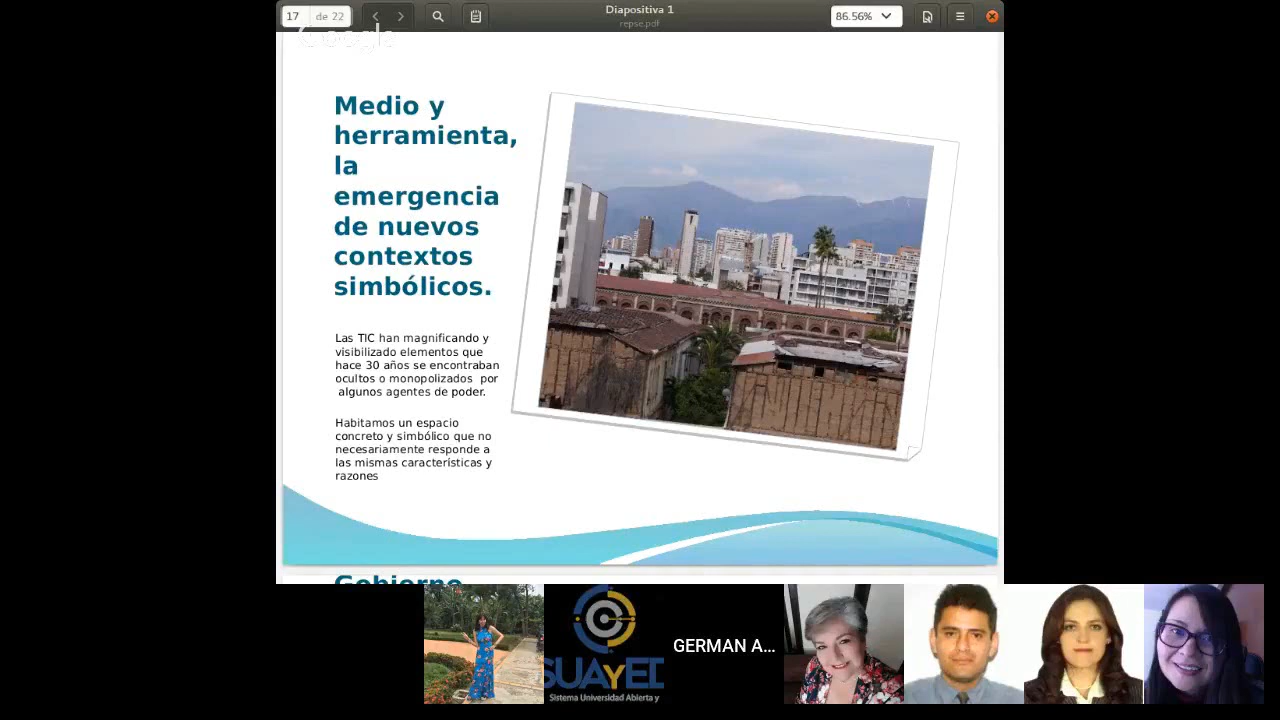 17 de 22
Diapositiva 1
repse.pdf
86.56%
Google
Medio y
herramienta,
la
emergencia
de nuevos
contextos
simbólicos.
Las TIC han magnificando y
visibilizado elementos que
hace 30 años se encontraban
ocultos o monopolizados por
algunos agentes de poder.
Habitamos un espacio
concreto y simbólico que no
necesariamente responde a
las mismas características y
razones
Gobierno
SUAyED
Sistema Universidad Abierta y
GERMAN A...